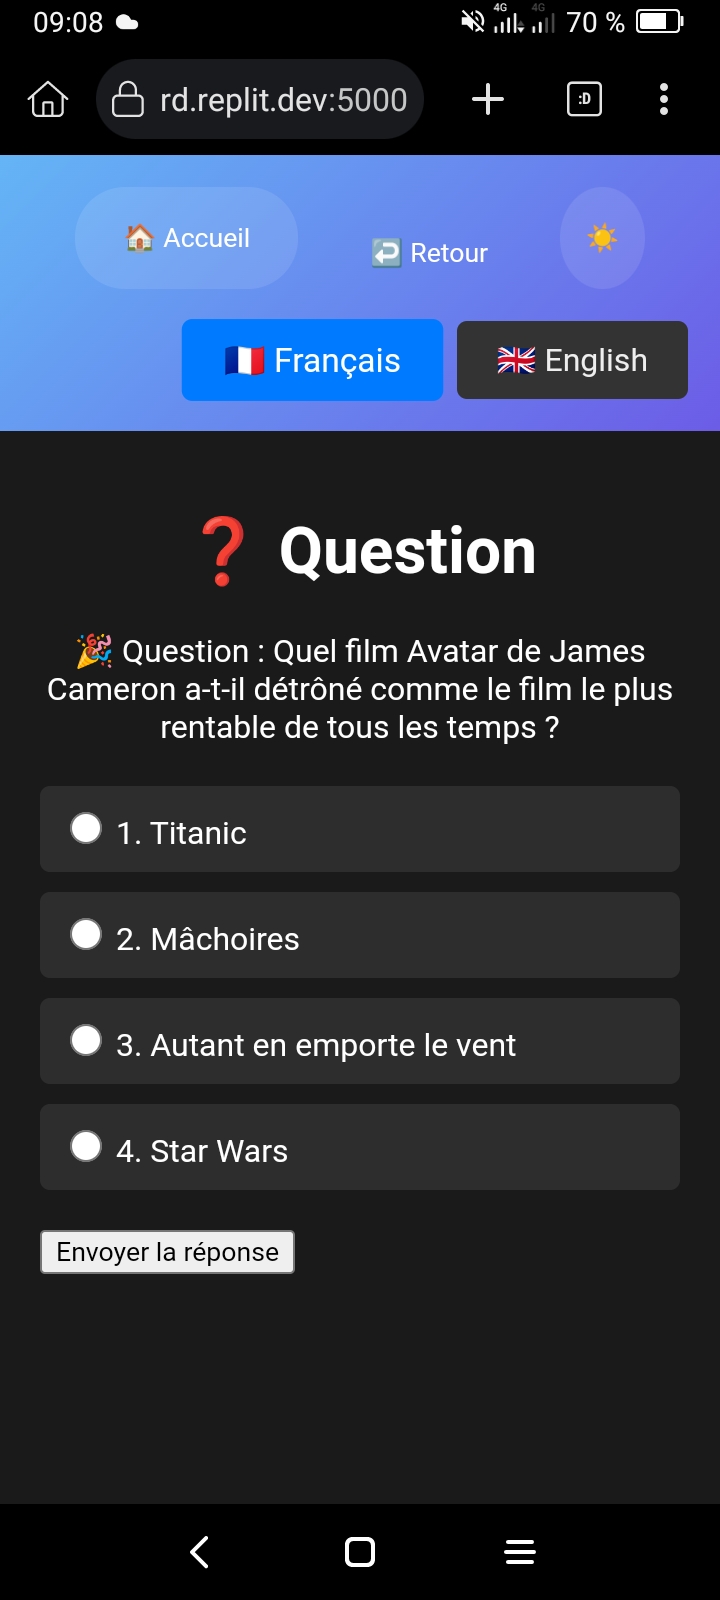 09:08 4G 4G 70 %
rd.replit.dev:5000 :D
🏠 Accueil
↩️ Retour
☀️
🇫🇷 Français 🇬🇧 English
❓ Question
🎉 Question : Quel film Avatar de James
Cameron a-t-il détrôné comme le film le plus
rentable de tous les temps ?
1. Titanic
2. Mâchoires
3. Autant en emporte le vent
4. Star Wars
Envoyer la réponse